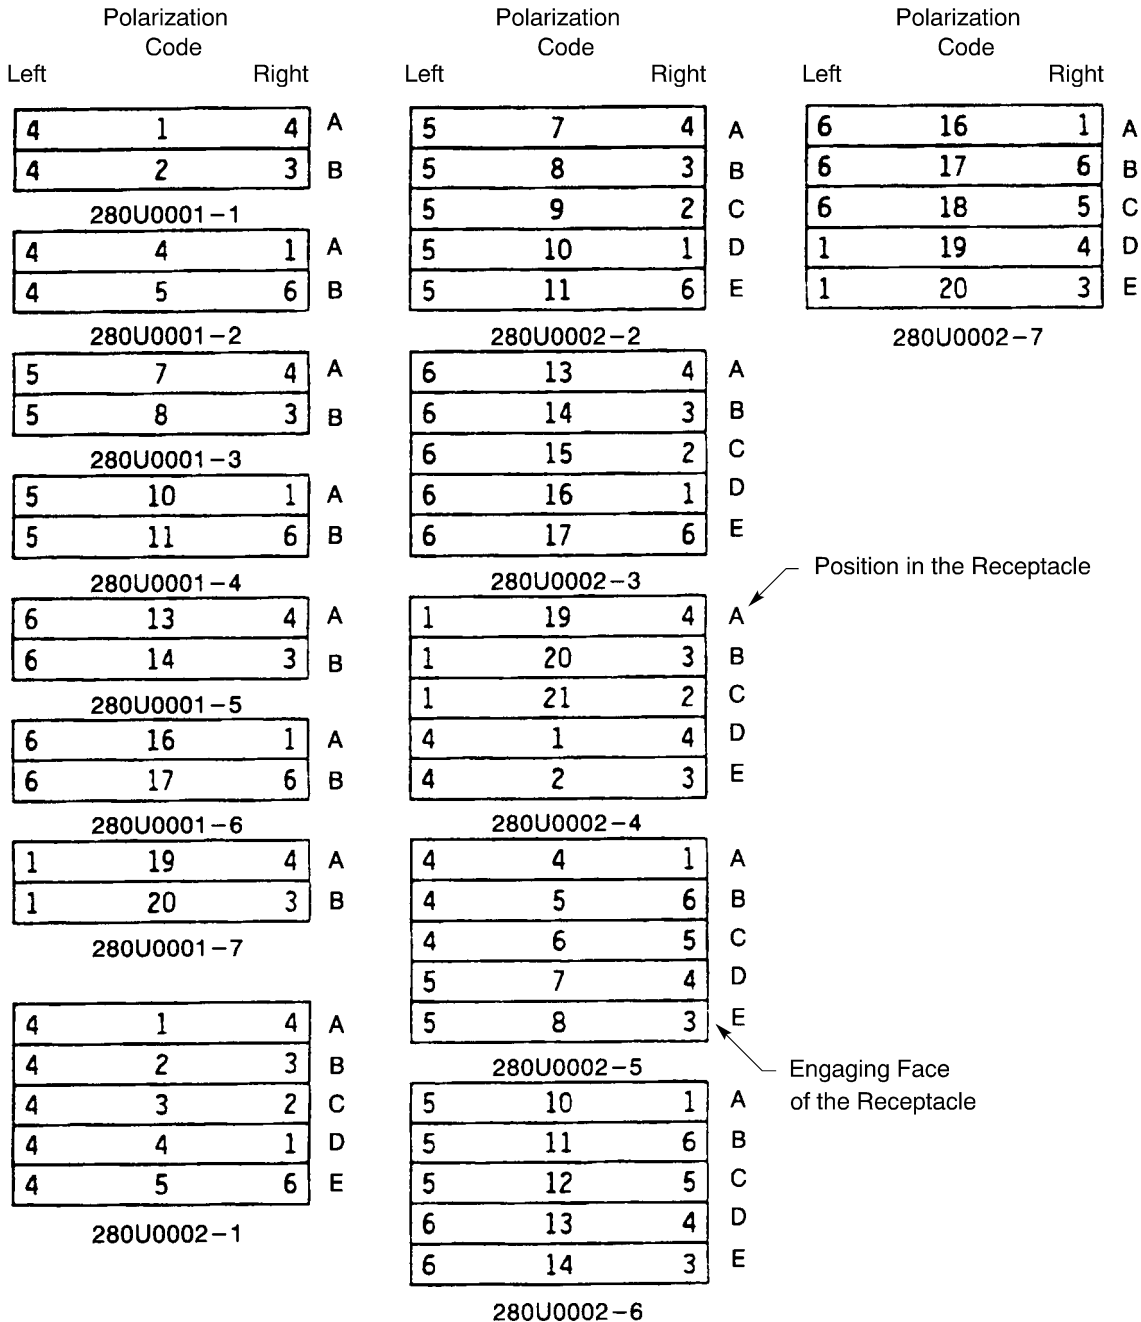 Polarization
Code
Left Right
4 1 4 A
4 2 3 B
280U0001-1
4 4 1 A
4 5 6 B
280U0001-2
5 7 4 A
5 8 3 B
280U0001-3
5 10 1 A
5 11 6 B
280U0001-4
6 13 4 A
6 14 3 B
280U0001-5
6 16 1 A
6 17 6 B
280U0001-6
1 19 4 A
1 20 3 B
280U0001-7
4 1 4 A
4 2 3 B
4 3 2 C
4 4 1 D
4 5 6 E
280U0002-1
Polarization
Code
Left Right
5 7 4 A
5 8 3 B
5 9 2 C
5 10 1 D
5 11 6 E
280U0002-2
6 13 4 A
6 14 3 B
6 15 2 C
6 16 1 D
6 17 6 E
280U0002-3
1 19 4 A
1 20 3 B
1 21 2 C
4 1 4 D
4 2 3 E
280U0002-4
4 4 1 A
4 5 6 B
4 6 5 C
5 7 4 D
5 8 3 E
280U0002-5
5 10 1 A
5 11 6 B
5 12 5 C
6 13 4 D
6 14 3 E
280U0002-6
Polarization
Code
Left Right
6 16 1 A
6 17 6 B
6 18 5 C
1 19 4 D
1 20 3 E
280U0002-7
Position in the Receptacle
Engaging Face
of the Receptacle